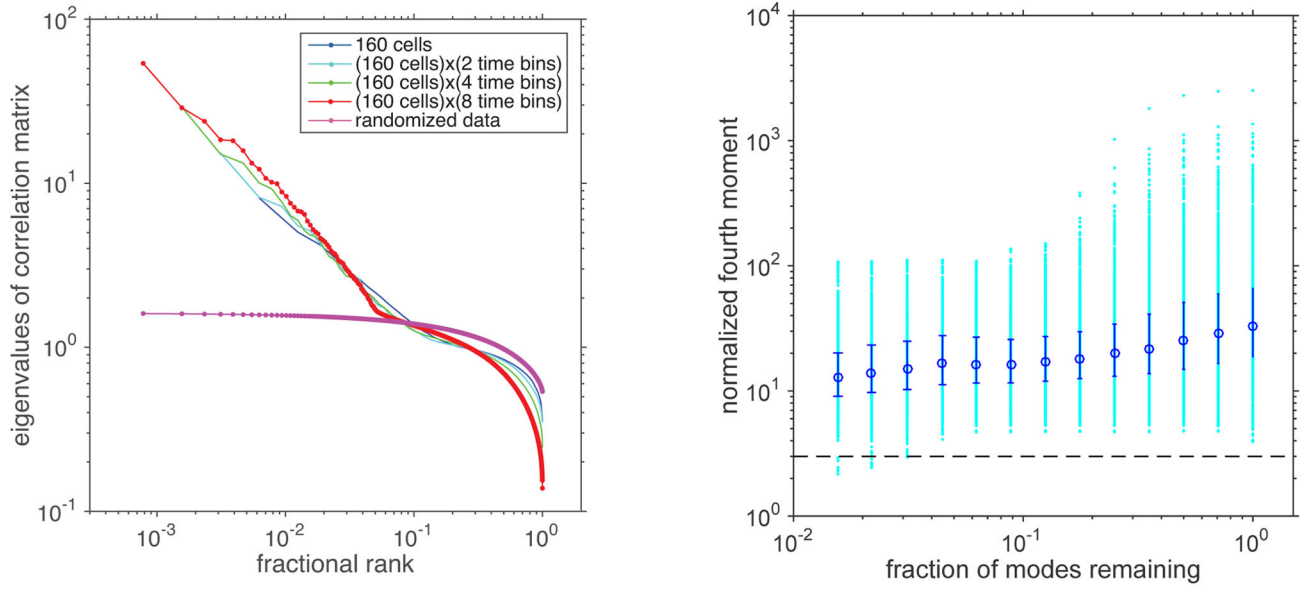 eigenvalues of correlation matrix
10^2
10^1
10^0
10^-1
160 cells
(160 cells)x(2 time bins)
(160 cells)x(4 time bins)
(160 cells)x(8 time bins)
randomized data
10^-3 10^-2 10^-1 10^0
fractional rank
normalized fourth moment
10^4
10^3
10^2
10^1
10^0
10^-2 10^-1 10^0
fraction of modes remaining